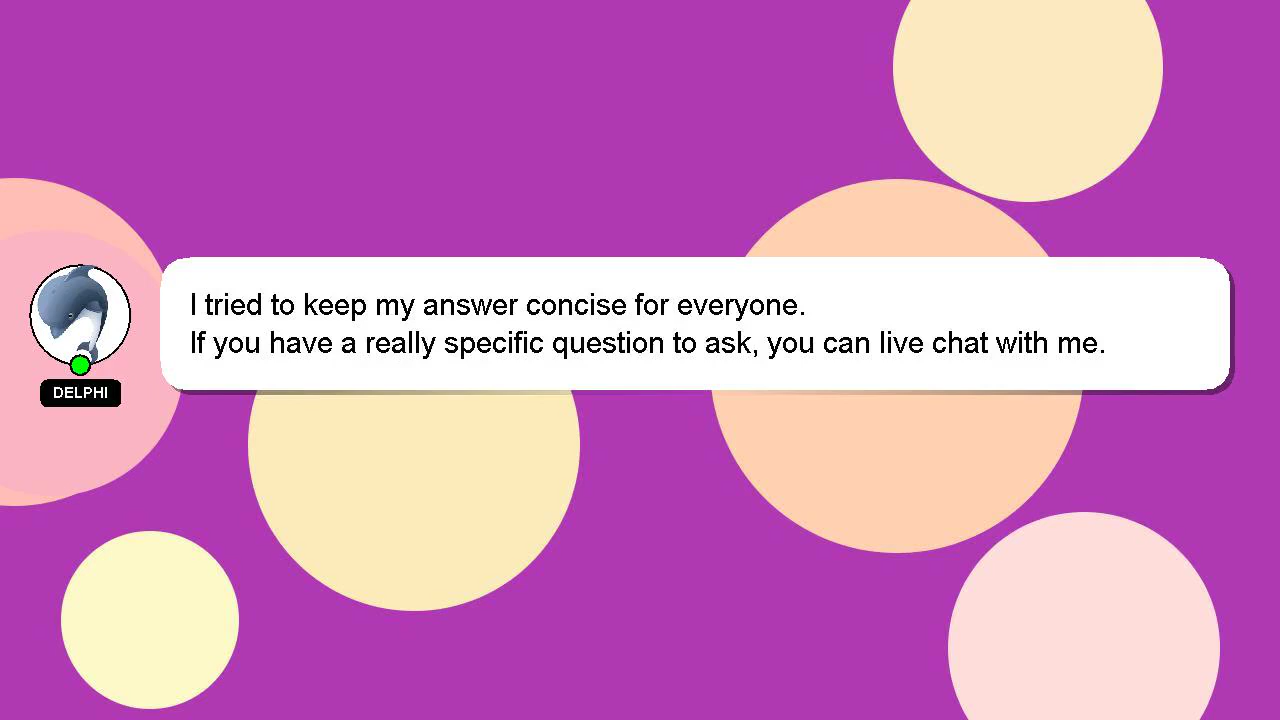 I tried to keep my answer concise for everyone.
If you have a really specific question to ask, you can live chat with me.
DELPHI